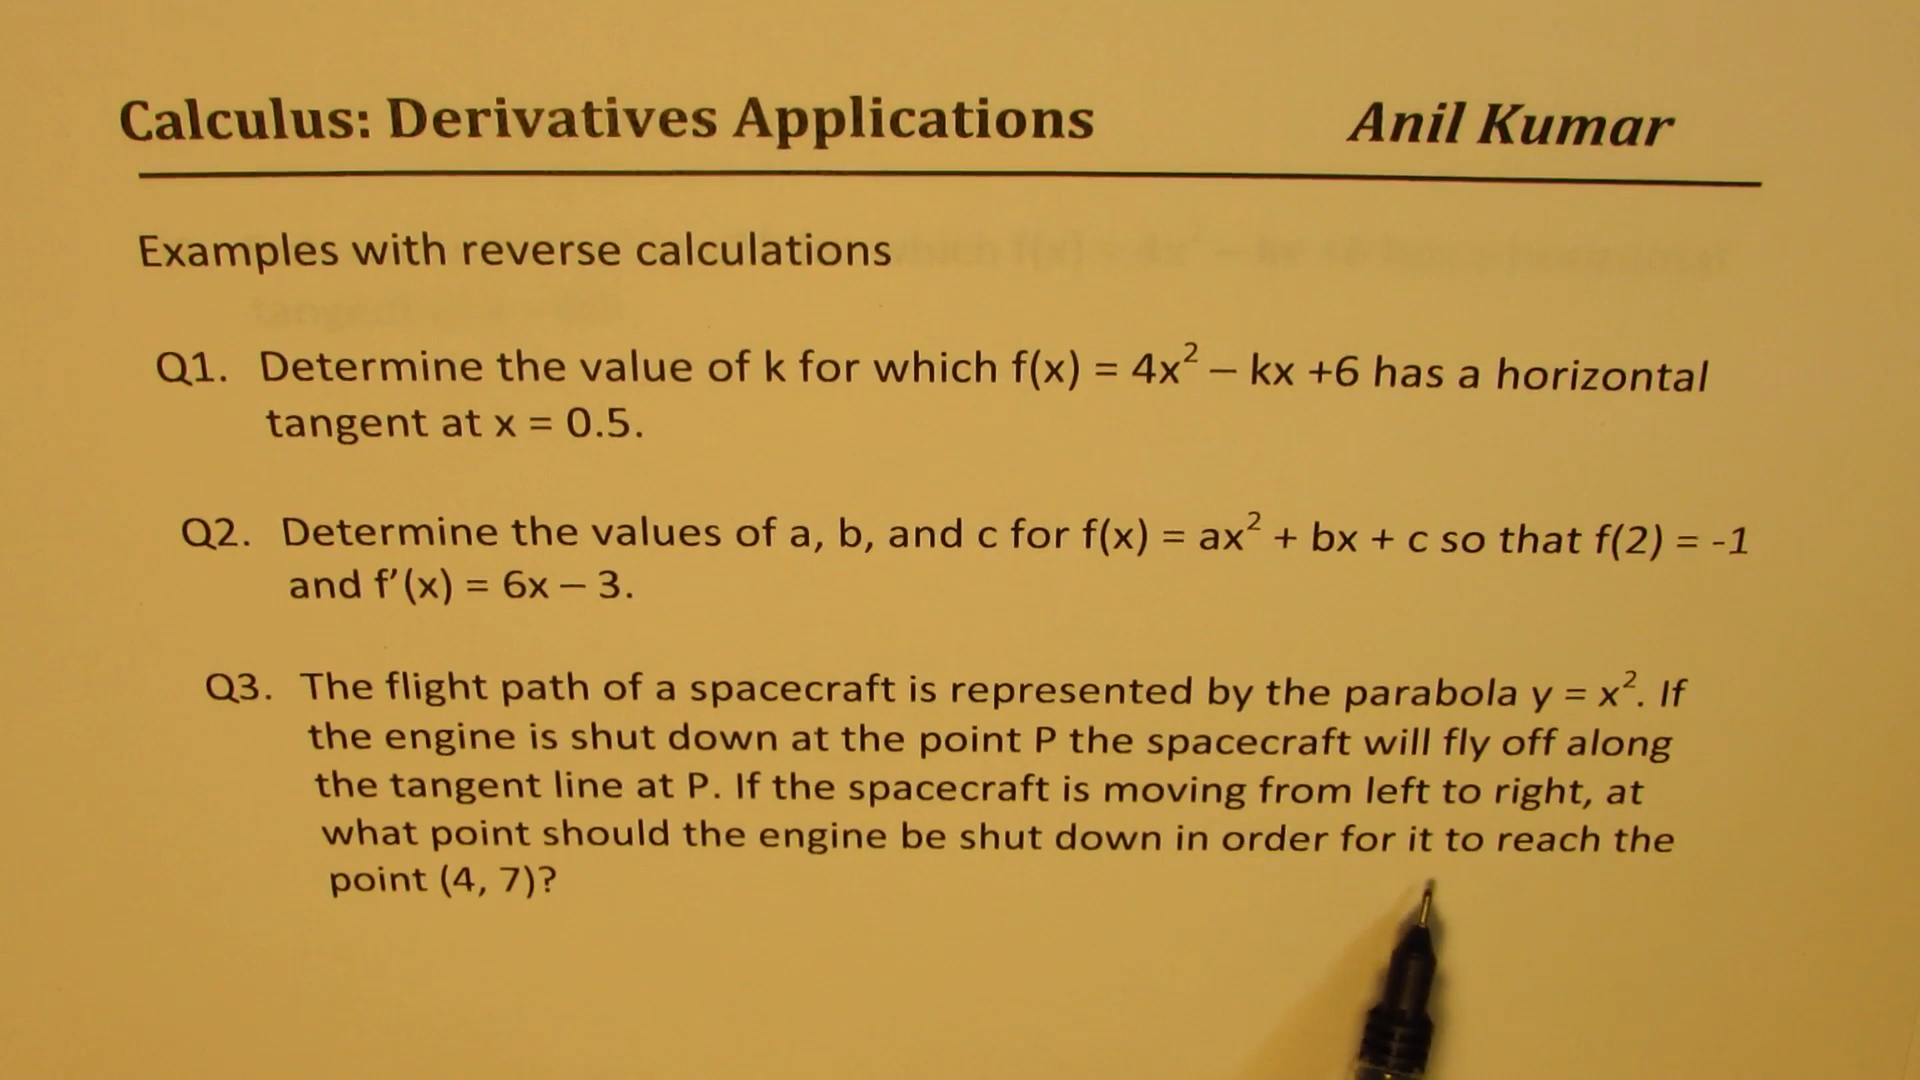 Calculus: Derivatives Applications Anil Kumar
Examples with reverse calculations
Q1. Determine the value of k for which f(x) = 4x² – kx +6 has a horizontal
tangent at x = 0.5.
Q2. Determine the values of a, b, and c for f(x) = ax² + bx + c so that f(2) = -1
and f’(x) = 6x – 3.
Q3. The flight path of a spacecraft is represented by the parabola y = x². If
the engine is shut down at the point P the spacecraft will fly off along
the tangent line at P. If the spacecraft is moving from left to right, at
what point should the engine be shut down in order for it to reach the
point (4, 7)?